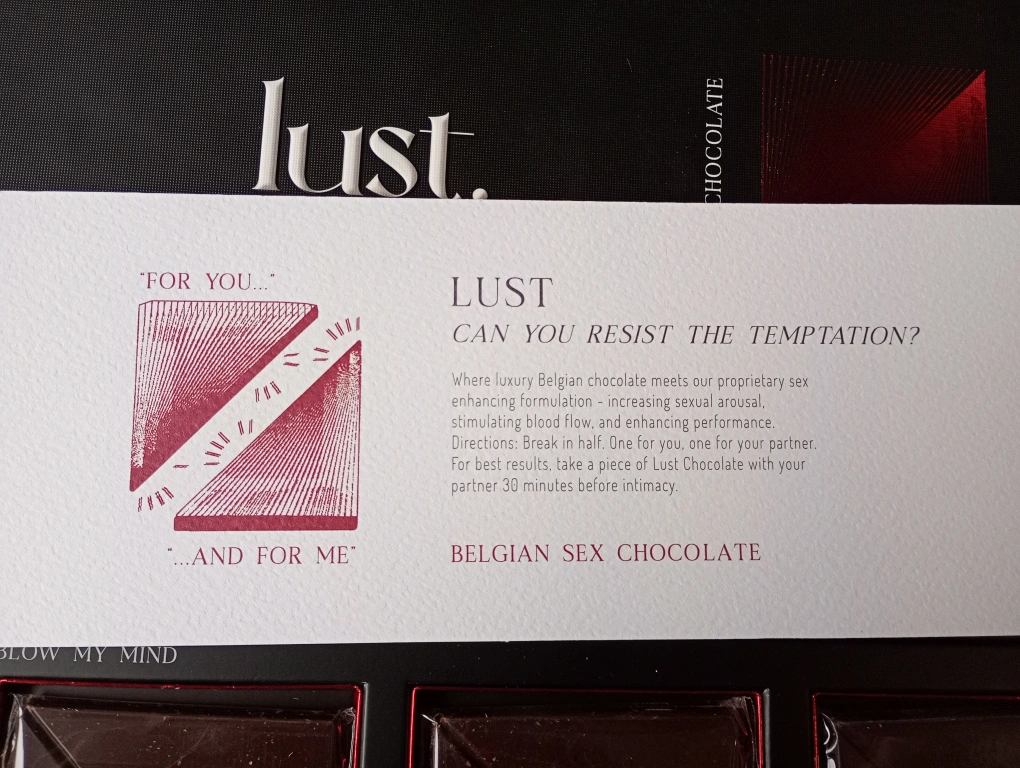 lust.
CHOCOLATE
"FOR YOU..."
"...AND FOR ME"
LUST
CAN YOU RESIST THE TEMPTATION?
Where luxury Belgian chocolate meets our proprietary sex
enhancing formulation - increasing sexual arousal,
stimulating blood flow, and enhancing performance.
Directions: Break in half. One for you, one for your partner.
For best results, take a piece of Lust Chocolate with your
partner 30 minutes before intimacy.
BELGIAN SEX CHOCOLATE
BLOW MY MIND